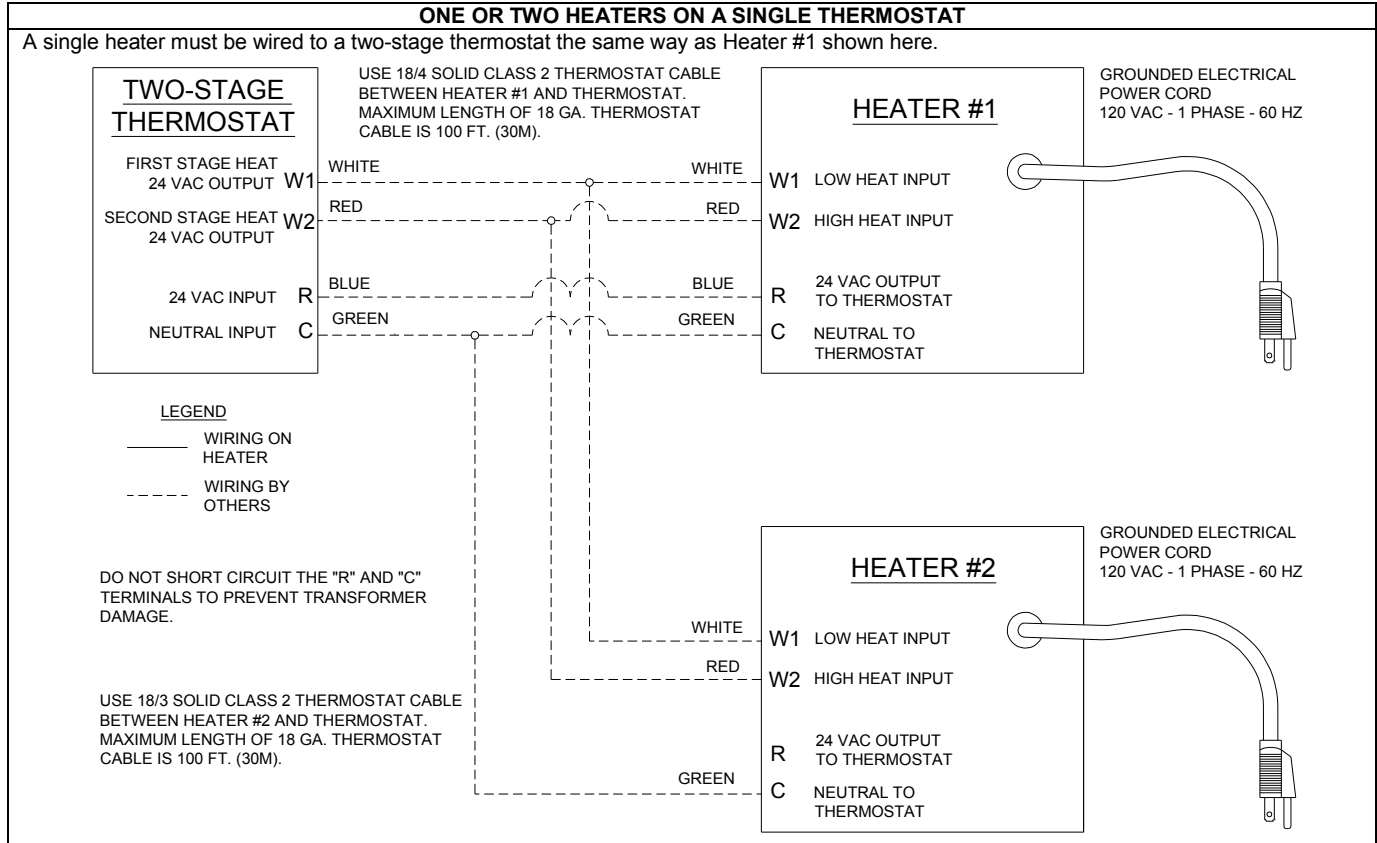 ONE OR TWO HEATERS ON A SINGLE THERMOSTAT
A single heater must be wired to a two-stage thermostat the same way as Heater #1 shown here.
TWO-STAGE
THERMOSTAT
FIRST STAGE HEAT
24 VAC OUTPUT W1
SECOND STAGE HEAT W2
24 VAC OUTPUT
24 VAC INPUT R
NEUTRAL INPUT C
USE 18/4 SOLID CLASS 2 THERMOSTAT CABLE
BETWEEN HEATER #1 AND THERMOSTAT.
MAXIMUM LENGTH OF 18 GA. THERMOSTAT
CABLE IS 100 FT. (30M).
WHITE
RED
BLUE
GREEN
WHITE
RED
BLUE
GREEN
HEATER #1
W1 LOW HEAT INPUT
W2 HIGH HEAT INPUT
R 24 VAC OUTPUT
TO THERMOSTAT
C NEUTRAL TO
THERMOSTAT
GROUNDED ELECTRICAL
POWER CORD
120 VAC - 1 PHASE - 60 HZ
LEGEND
WIRING ON
HEATER
WIRING BY
OTHERS
DO NOT SHORT CIRCUIT THE "R" AND "C"
TERMINALS TO PREVENT TRANSFORMER
DAMAGE.
USE 18/3 SOLID CLASS 2 THERMOSTAT CABLE
BETWEEN HEATER #2 AND THERMOSTAT.
MAXIMUM LENGTH OF 18 GA. THERMOSTAT
CABLE IS 100 FT. (30M).
WHITE
RED
GREEN
HEATER #2
W1 LOW HEAT INPUT
W2 HIGH HEAT INPUT
R 24 VAC OUTPUT
TO THERMOSTAT
C NEUTRAL TO
THERMOSTAT
GROUNDED ELECTRICAL
POWER CORD
120 VAC - 1 PHASE - 60 HZ